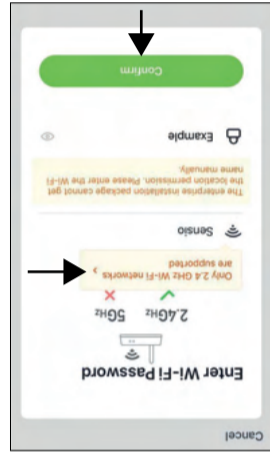 Cancel
Enter Wi-Fi Password
2.4GHz 5GHz
Only 2.4 GHz Wi-Fi networks
are supported
Sensio
The enterprise installation package cannot get
the location permission. Please enter the Wi-Fi
name manually.
Example
Confirm